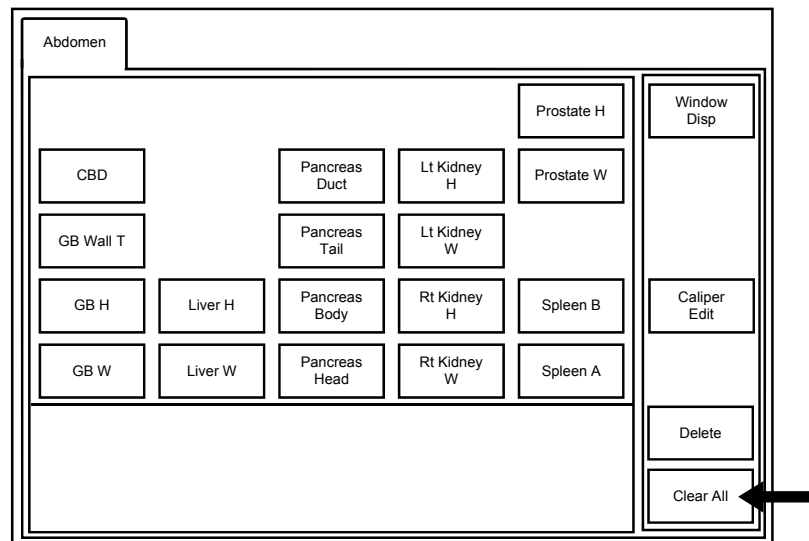 Abdomen
Prostate H
Window
Disp
CBD
Pancreas
Duct
Lt Kidney
H
Prostate W
GB Wall T
Pancreas
Tail
Lt Kidney
W
GB H
Liver H
Pancreas
Body
Rt Kidney
H
Spleen B
Caliper
Edit
GB W
Liver W
Pancreas
Head
Rt Kidney
W
Spleen A
Delete
Clear All